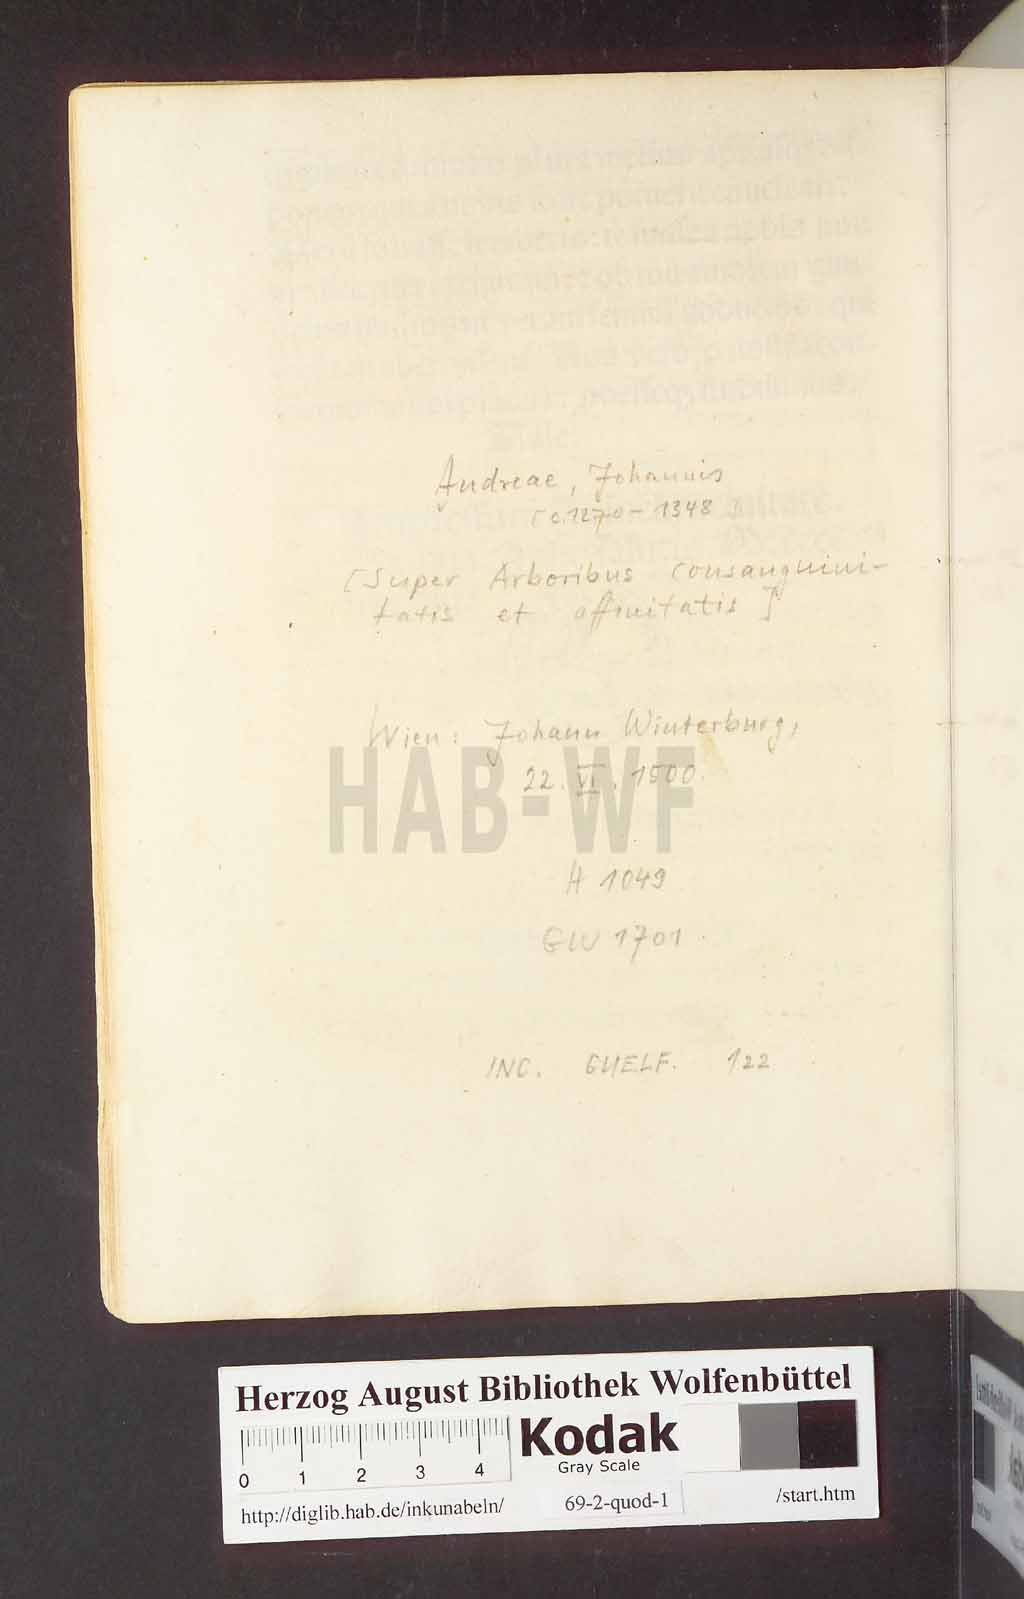 Andreae, Johannis
[c. 1270 - 1348]
[Super Arboribus consanguini-
tatis et affinitatis]
Wien: Johann Winterburg,
22. VI. 1500.
HAB-WF
H 1049
GW 1701.
INC. GUELF. 122
Herzog August Bibliothek Wolfenbüttel
Kodak
Gray Scale
0 1 2 3 4
http://diglib.hab.de/inkunabeln/ 69-2-quod-1 /start.htm